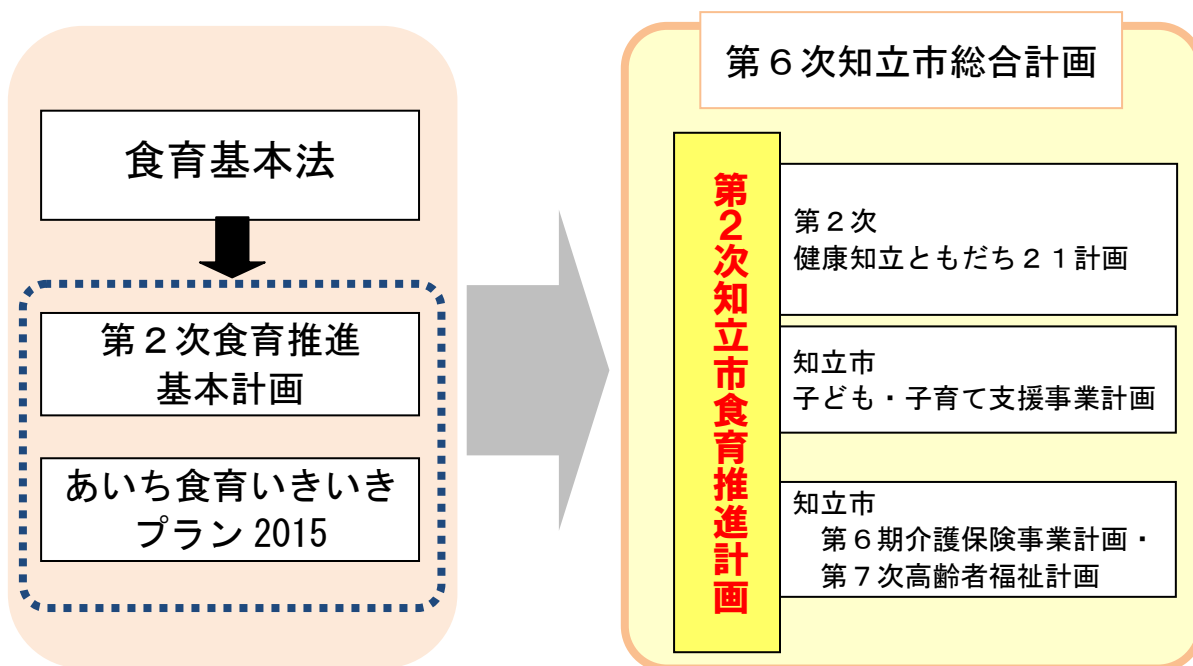 食育基本法
第２次食育推進
基本計画
あいち食育いきいき
プラン 2015
第６次知立市総合計画
第２次知立市食育推進計画
第２次
健康知立ともだち２１計画
知立市
子ども・子育て支援事業計画
知立市
第６期介護保険事業計画・
第７次高齢者福祉計画